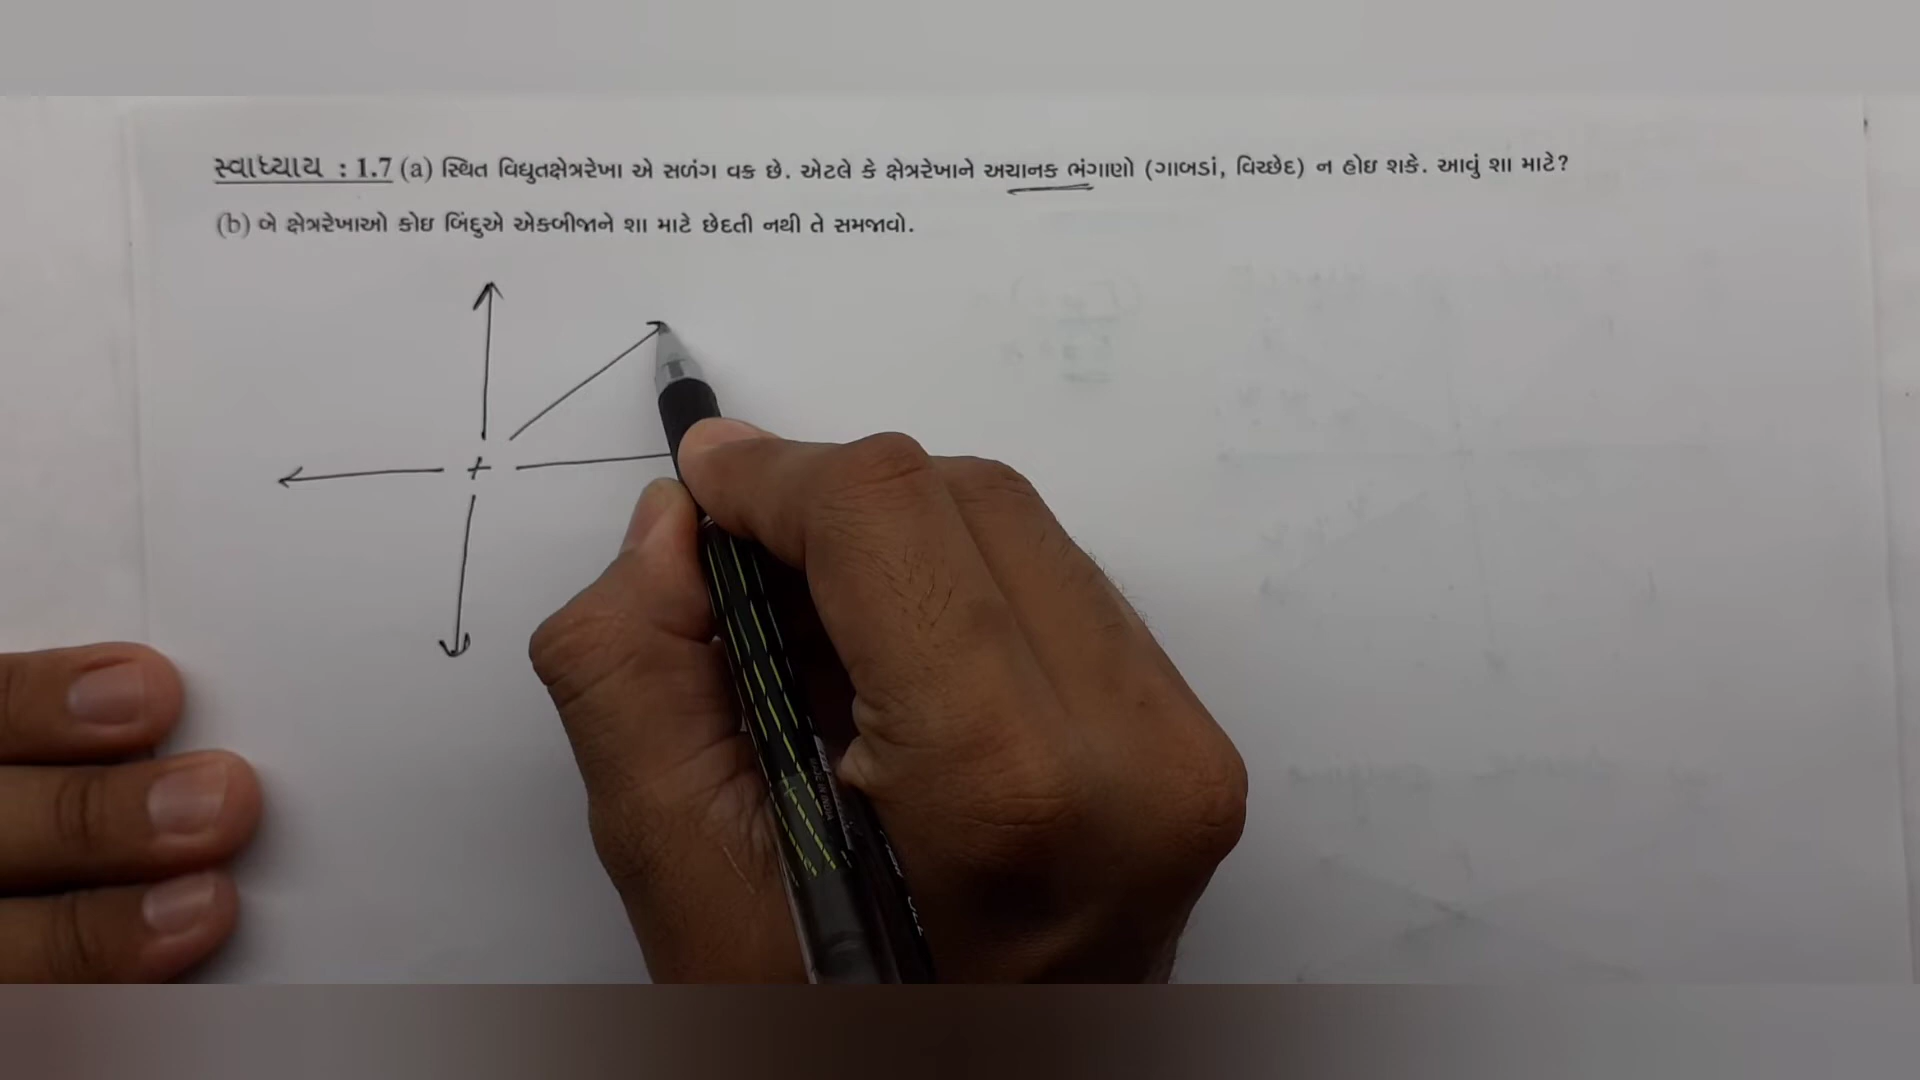 સ્વાધ્યાય : 1.7 (a) સ્થિત વિદ્યુતક્ષેત્રરેખા એ સળંગ વક્ર છે. એટલે કે ક્ષેત્રરેખાને અચાનક ભંગાણો (ગાબડાં, વિચ્છેદ) ન હોઇ શકે. આવું શા માટે?
(b) બે ક્ષેત્રરેખાઓ કોઇ બિંદુએ એકબીજાને શા માટે છેદતી નથી તે સમજાવો.
+